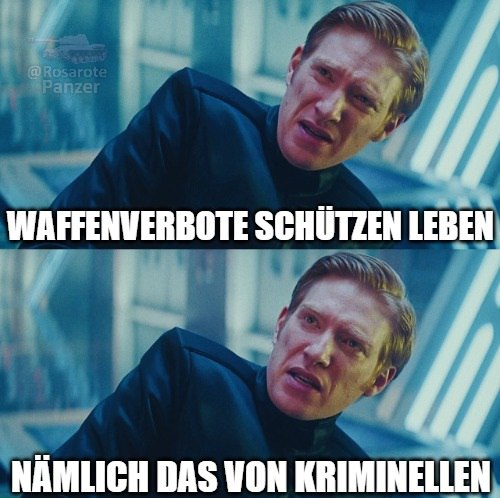 @Rosarote
Panzer
WAFFENVERBOTE SCHÜTZEN LEBEN
NÄMLICH DAS VON KRIMINELLEN